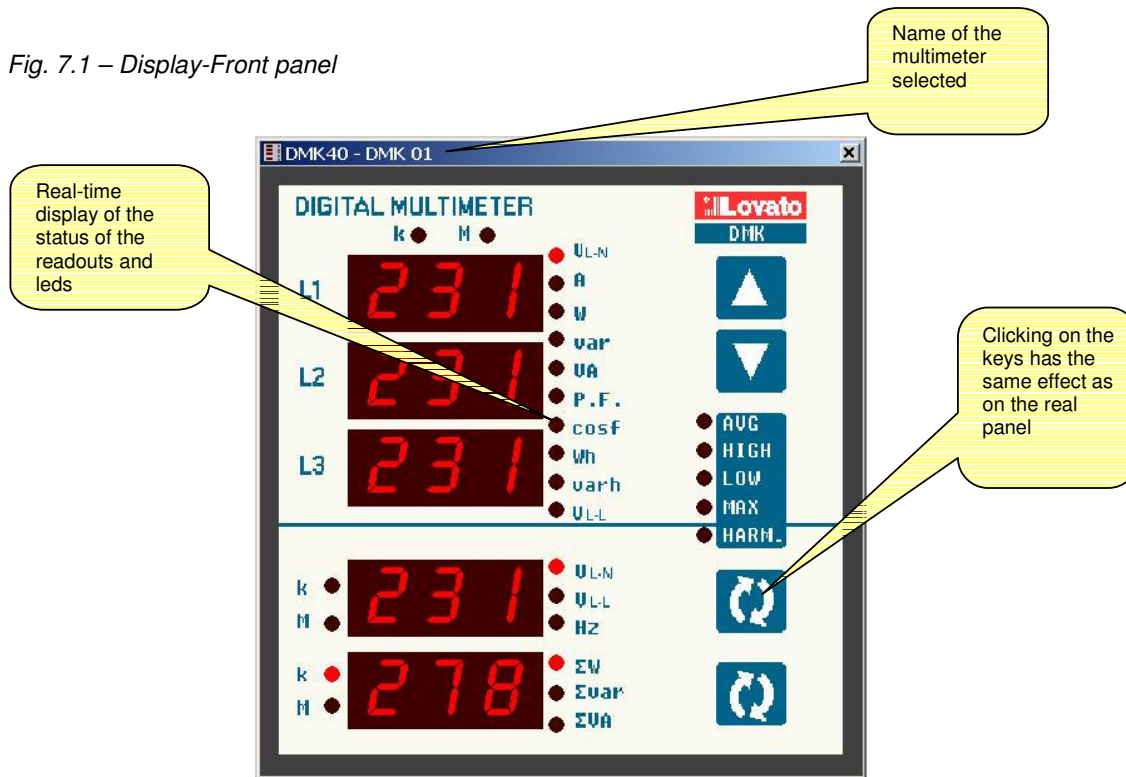 Fig. 7.1 – Display-Front panel
Name of the
multimeter
selected
DMK40 - DMK 01
Real-time
display of the
status of the
readouts and
leds
DIGITAL MULTIMETER
Lovato
DMK
k M
L1
231
VL-N
A
W
L2
231
var
VA
P.F.
cosf
L3
231
Wh
varh
VL-L
AVG
HIGH
LOW
MAX
HARM.
Clicking on the
keys has the
same effect as
on the real
panel
k
M
231
VL-N
VL-L
Hz
k
M
278
ΣW
Σvar
ΣVA